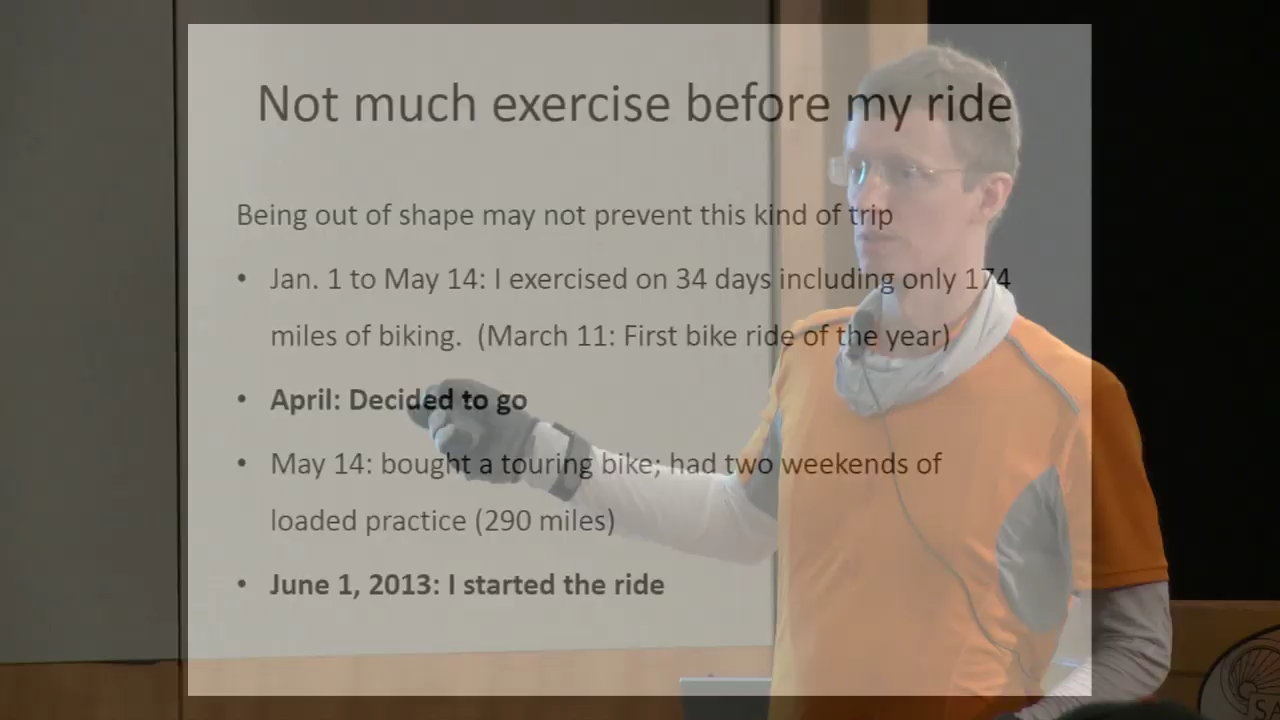 Not much exercise before my ride
Being out of shape may not prevent this kind of trip
• Jan. 1 to May 14: I exercised on 34 days including only 174
miles of biking. (March 11: First bike ride of the year)
• April: Decided to go
• May 14: bought a touring bike; had two weekends of
loaded practice (290 miles)
• June 1, 2013: I started the ride